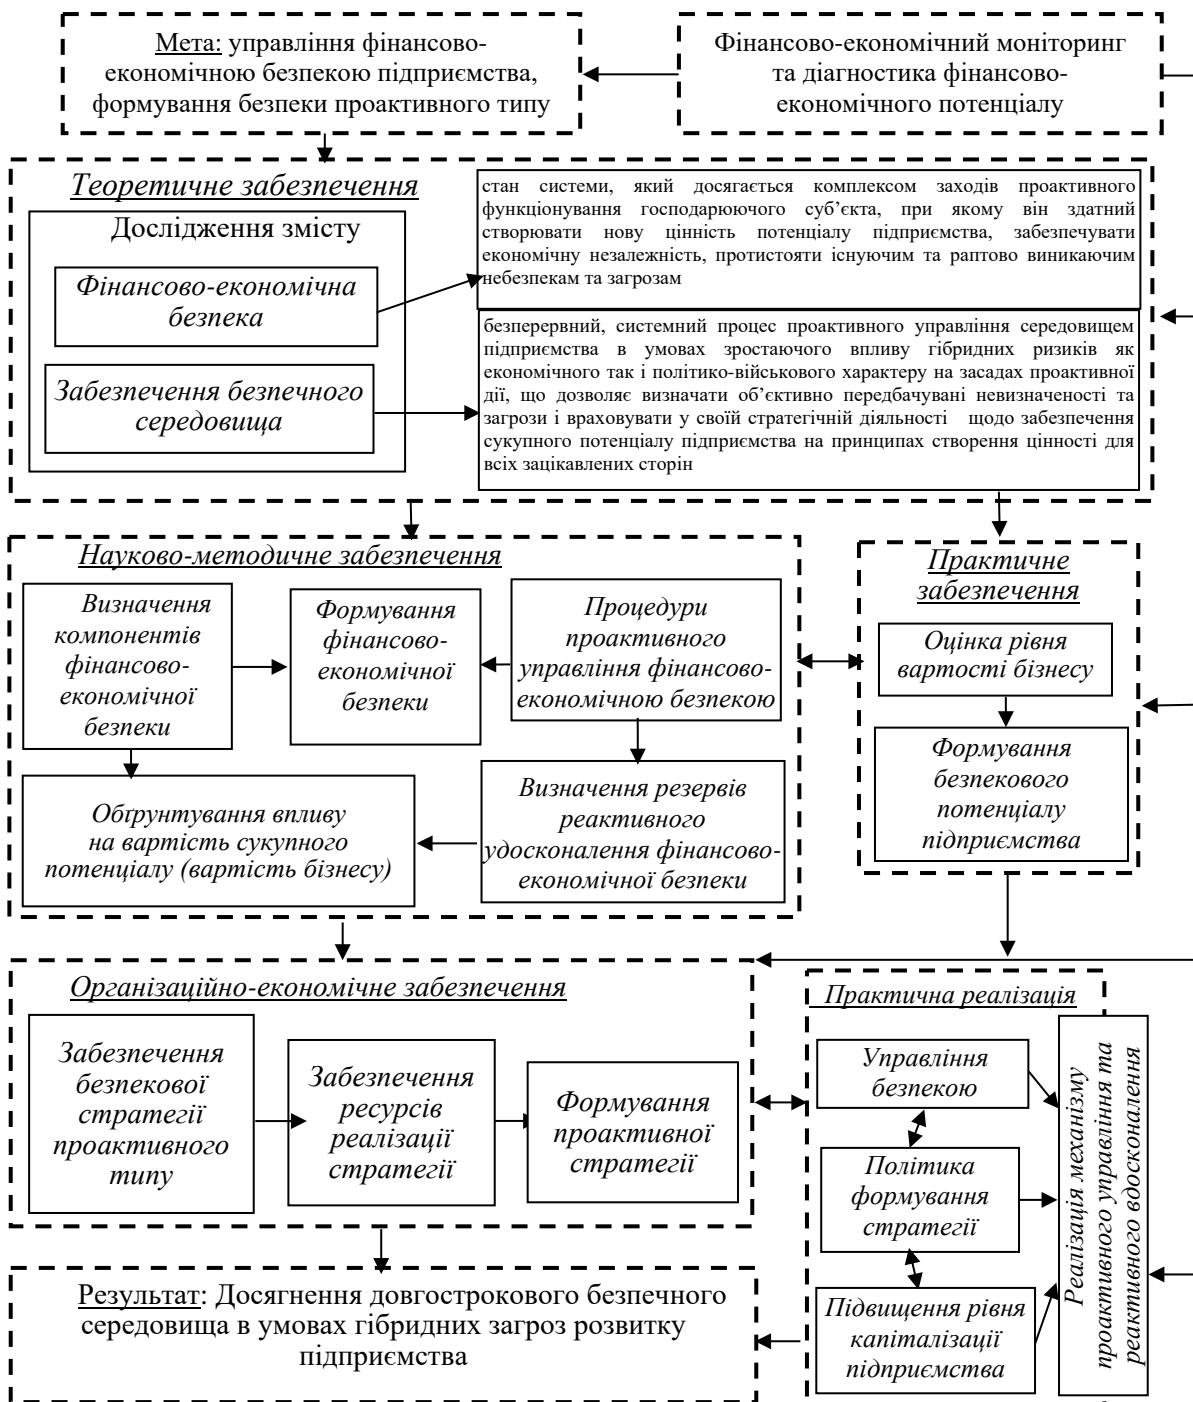 Мета: управління фінансово-
економічною безпекою підприємства,
формування безпеки проактивного типу
Фінансово-економічний моніторинг
та діагностика фінансово-
економічного потенціалу
Теоретичне забезпечення
Дослідження змісту
Фінансово-економічна
безпека
Забезпечення безпечного
середовища
стан системи, який досягається комплексом заходів проактивного
функціонування господарюючого суб’єкта, при якому він здатний
створювати нову цінність потенціалу підприємства, забезпечувати
економічну незалежність, протистояти існуючим та раптово виникаючим
небезпекам та загрозам
безперервний, системний процес проактивного управління середовищем
підприємства в умовах зростаючого впливу гібридних ризиків як
економічного так і політико-військового характеру на засадах проактивної
дії, що дозволяє визначати об’єктивно передбачувані невизначеності та
загрози і враховувати у своїй стратегічній діяльності щодо забезпечення
сукупного потенціалу підприємства на принципах створення цінності для
всіх зацікавлених сторін
Науково-методичне забезпечення
Визначення
компонентів
фінансово-
економічної
безпеки
Формування
фінансово-
економічної
безпеки
Процедури
проактивного
управління фінансово-
економічною безпекою
Обґрунтування впливу
на вартість сукупного
потенціалу (вартість бізнесу)
Визначення резервів
реактивного
удосконалення фінансово-
економічної безпеки
Практичне
забезпечення
Оцінка рівня
вартості бізнесу
Формування
безпекового
потенціалу
підприємства
Організаційно-економічне забезпечення
Забезпечення
безпекової
стратегії
проактивного
типу
Забезпечення
ресурсів
реалізації
стратегії
Формування
проактивної
стратегії
Практична реалізація
Управління
безпекою
Політика
формування
стратегії
Підвищення рівня
капіталізації
підприємства
Реалізація механізму
проактивного управління та
реактивного вдосконалення
Результат: Досягнення довгострокового безпечного
середовища в умовах гібридних загроз розвитку
підприємства